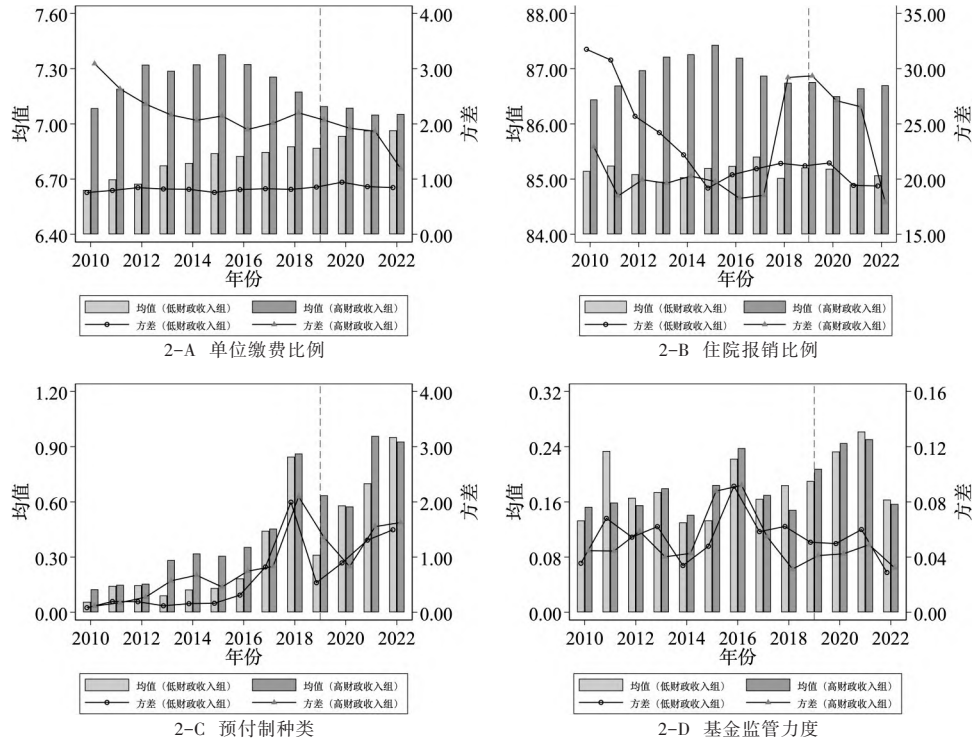 7.60
7.30
7.00
6.70
6.40
均值
4.00
3.00
2.00
1.00
0.00
方差
2010 2012 2014 2016 2018 2020 2022
年份
均值（低财政收入组） 均值（高财政收入组）
方差（低财政收入组） 方差（高财政收入组）
2-A 单位缴费比例
88.00
87.00
86.00
85.00
84.00
均值
35.00
30.00
25.00
20.00
15.00
方差
2010 2012 2014 2016 2018 2020 2022
年份
均值（低财政收入组） 均值（高财政收入组）
方差（低财政收入组） 方差（高财政收入组）
2-B 住院报销比例
1.20
0.90
0.60
0.30
0.00
均值
4.00
3.00
2.00
1.00
0.00
方差
2010 2012 2014 2016 2018 2020 2022
年份
均值（低财政收入组） 均值（高财政收入组）
方差（低财政收入组） 方差（高财政收入组）
2-C 预付制种类
0.32
0.24
0.16
0.08
0.00
均值
0.16
0.12
0.08
0.04
0.00
方差
2010 2012 2014 2016 2018 2020 2022
年份
均值（低财政收入组） 均值（高财政收入组）
方差（低财政收入组） 方差（高财政收入组）
2-D 基金监管力度